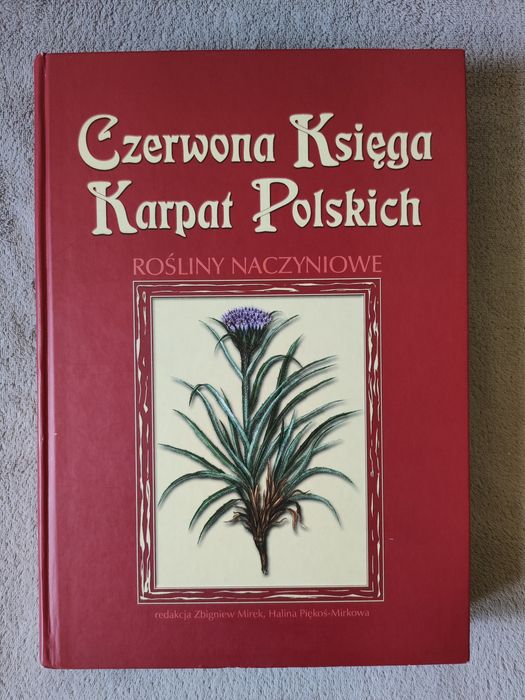 Czerwona Księga
Karpat Polskich
ROŚLINY NACZYNIOWE
redakcja Zbigniew Mirek, Halina Piękoś-Mirkowa